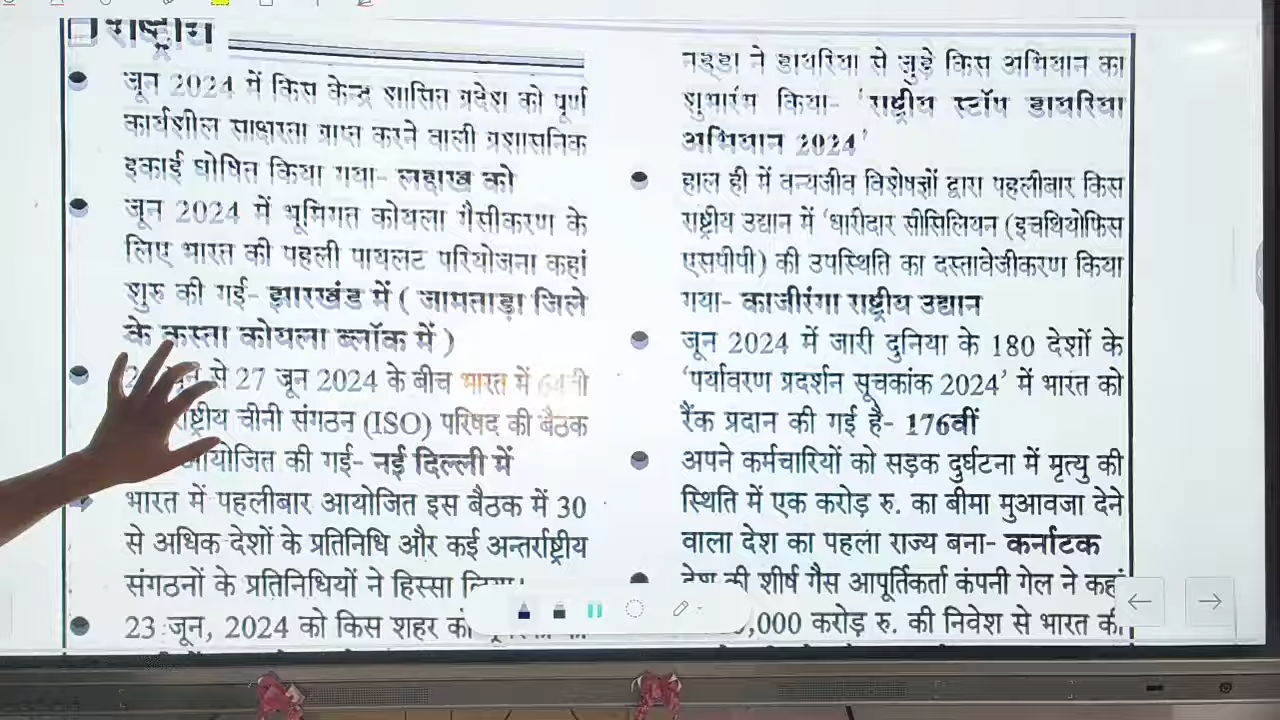 राष्ट्रीय
जून 2024 में किस केन्द्र शासित प्रदेश को पूर्ण
कार्यशील साक्षरता प्राप्त करने वाली प्रशासनिक
इकाई घोषित किया गया- लद्दाख को
जून 2024 में भूमिगत कोयला गैसीकरण के
लिए भारत की पहली पायलट परियोजना कहां
शुरु की गई- झारखंड में ( जामताड़ा जिले
के कस्ता कोयला ब्लॉक में )
से 27 जून 2024 के बीच भारत में 64वीं
चीनी संगठन (ISO) परिषद की बैठक
आयोजित की गई- नई दिल्ली में
भारत में पहलीबार आयोजित इस बैठक में 30
से अधिक देशों के प्रतिनिधि और कई अन्तर्राष्ट्रीय
संगठनों के प्रतिनिधियों ने हिस्सा लिया।
23 जून, 2024 को किस शहर को
नड्डा ने डायरिया से जुड़े किस अभियान का
शुभारंभ किया- 'राष्ट्रीय स्टॉप डायरिया
अभियान 2024'
हाल ही में वन्यजीव विशेषज्ञों द्वारा पहलीबार किस
राष्ट्रीय उद्यान में 'धारीदार सीसिलियन (इचथियोफिस
एसपीपी) की उपस्थिति का दस्तावेजीकरण किया
गया- काजीरंगा राष्ट्रीय उद्यान
जून 2024 में जारी दुनिया के 180 देशों के
'पर्यावरण प्रदर्शन सूचकांक 2024' में भारत को
रैंक प्रदान की गई है- 176वीं
अपने कर्मचारियों को सड़क दुर्घटना में मृत्यु की
स्थिति में एक करोड़ रु. का बीमा मुआवजा देने
वाला देश का पहला राज्य बना- कर्नाटक
देश की शीर्ष गैस आपूर्तिकर्ता कंपनी गेल ने कहां
करोड़ रु. की निवेश से भारत की